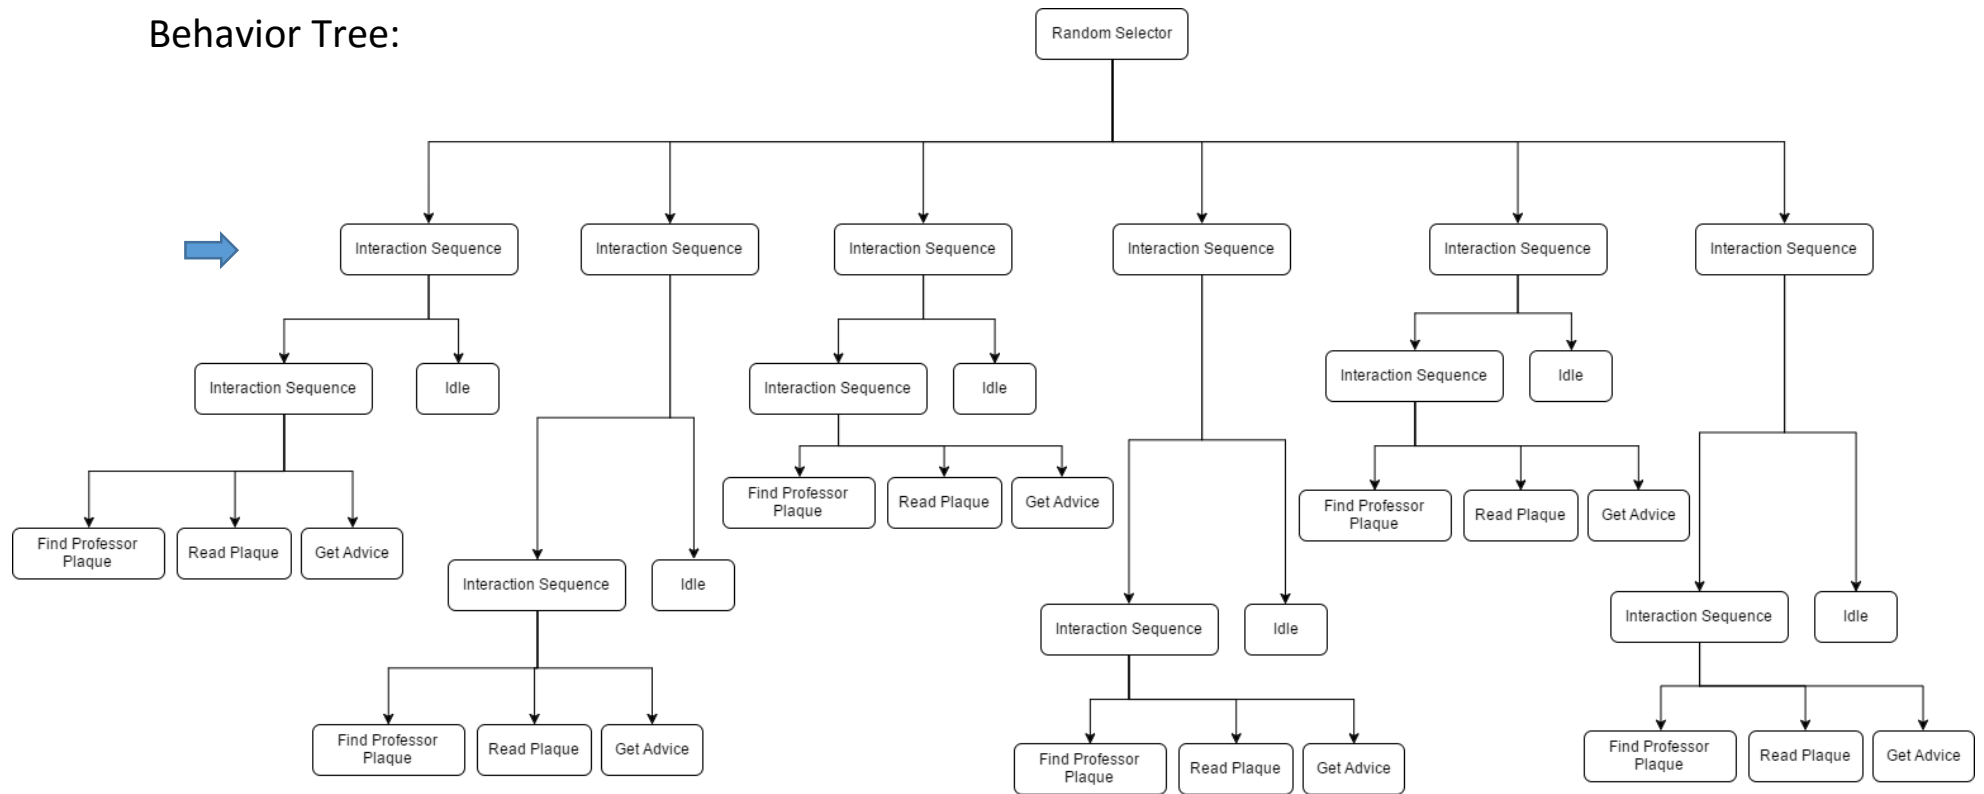 Behavior Tree:
Random Selector
Interaction Sequence
Interaction Sequence
Interaction Sequence
Interaction Sequence
Interaction Sequence
Interaction Sequence
Interaction Sequence
Idle
Interaction Sequence
Idle
Interaction Sequence
Idle
Find Professor
Plaque
Read Plaque
Get Advice
Find Professor
Plaque
Read Plaque
Get Advice
Find Professor
Plaque
Read Plaque
Get Advice
Interaction Sequence
Idle
Interaction Sequence
Idle
Interaction Sequence
Idle
Find Professor
Plaque
Read Plaque
Get Advice
Find Professor
Plaque
Read Plaque
Get Advice
Find Professor
Plaque
Read Plaque
Get Advice